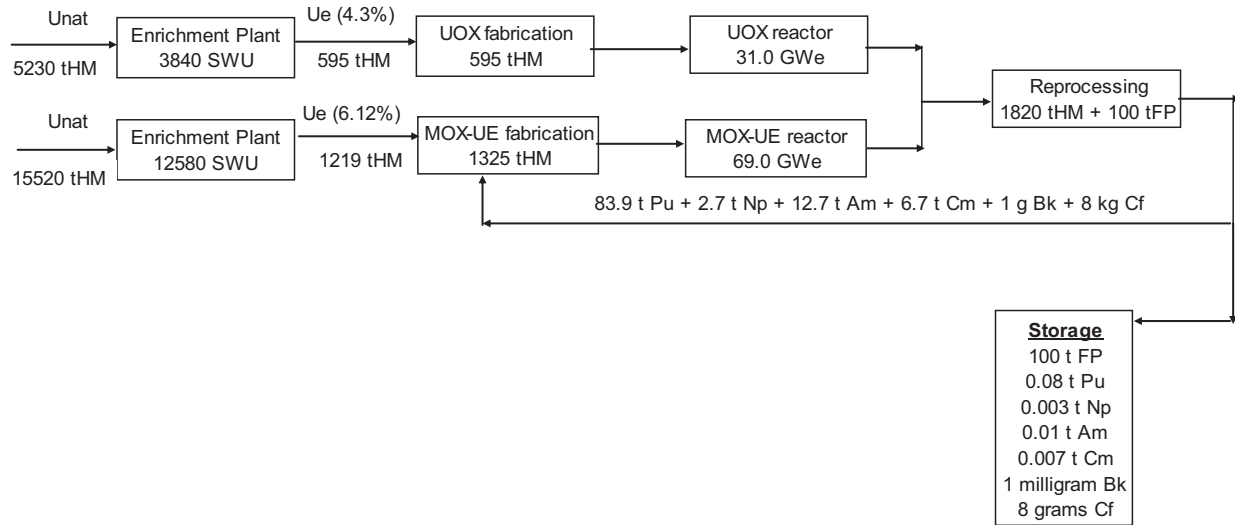 Unat
5230 tHM
Enrichment Plant
3840 SWU
Ue (4.3%)
595 tHM
UOX fabrication
595 tHM
UOX reactor
31.0 GWe
Reprocessing
1820 tHM + 100 tFP
Unat
15520 tHM
Enrichment Plant
12580 SWU
Ue (6.12%)
1219 tHM
MOX-UE fabrication
1325 tHM
MOX-UE reactor
69.0 GWe
83.9 t Pu + 2.7 t Np + 12.7 t Am + 6.7 t Cm + 1 g Bk + 8 kg Cf
Storage
100 t FP
0.08 t Pu
0.003 t Np
0.01 t Am
0.007 t Cm
1 milligram Bk
8 grams Cf